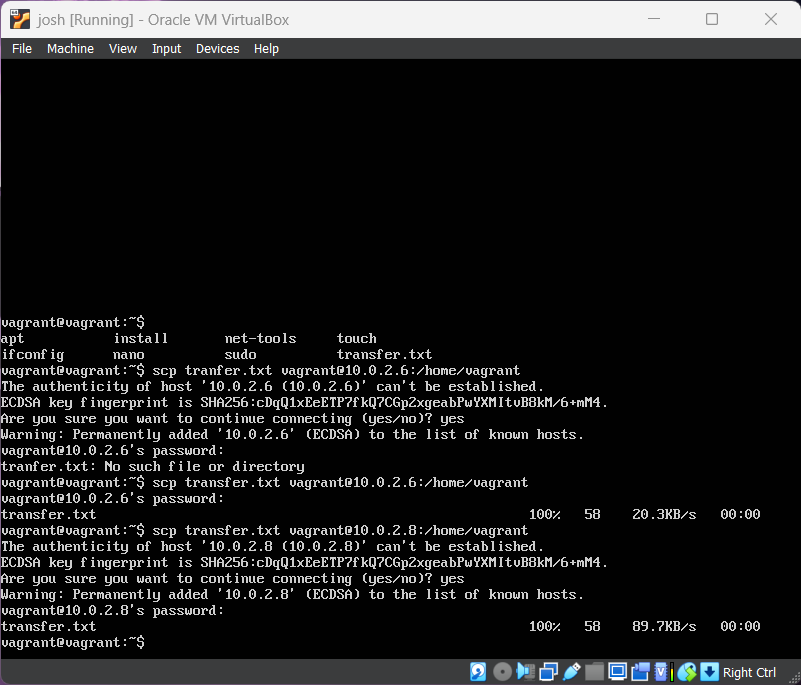 josh [Running] - Oracle VM VirtualBox
File Machine View Input Devices Help
vagrant@vagrant:~$
apt install net-tools touch
ifconfig nano sudo transfer.txt
vagrant@vagrant:~$ scp tranfer.txt vagrant@10.0.2.6:/home/vagrant
The authenticity of host '10.0.2.6 (10.0.2.6)' can't be established.
ECDSA key fingerprint is SHA256:cDqQ1xEeETP7fkQ7CGp2xgeabPwYXMItvB8kM/6+mM4.
Are you sure you want to continue connecting (yes/no)? yes
Warning: Permanently added '10.0.2.6' (ECDSA) to the list of known hosts.
vagrant@10.0.2.6's password:
tranfer.txt: No such file or directory
vagrant@vagrant:~$ scp transfer.txt vagrant@10.0.2.6:/home/vagrant
vagrant@10.0.2.6's password:
transfer.txt 100% 58 20.3KB/s 00:00
vagrant@vagrant:~$ scp transfer.txt vagrant@10.0.2.8:/home/vagrant
The authenticity of host '10.0.2.8 (10.0.2.8)' can't be established.
ECDSA key fingerprint is SHA256:cDqQ1xEeETP7fkQ7CGp2xgeabPwYXMItvB8kM/6+mM4.
Are you sure you want to continue connecting (yes/no)? yes
Warning: Permanently added '10.0.2.8' (ECDSA) to the list of known hosts.
vagrant@10.0.2.8's password:
transfer.txt 100% 58 89.7KB/s 00:00
vagrant@vagrant:~$
Right Ctrl